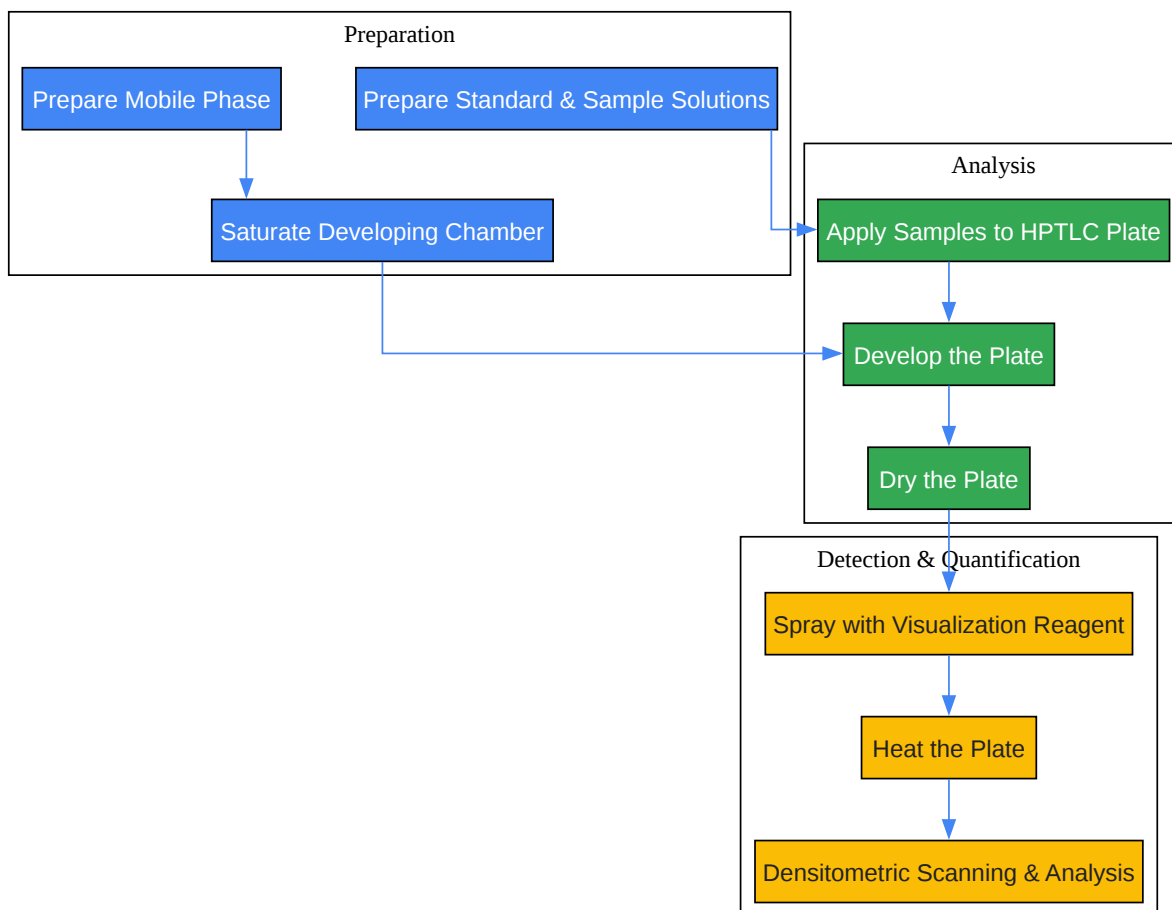 Preparation
Prepare Mobile Phase
Prepare Standard & Sample Solutions
Saturate Developing Chamber
Analysis
Apply Samples to HPTLC Plate
Develop the Plate
Dry the Plate
Detection & Quantification
Spray with Visualization Reagent
Heat the Plate
Densitometric Scanning & Analysis